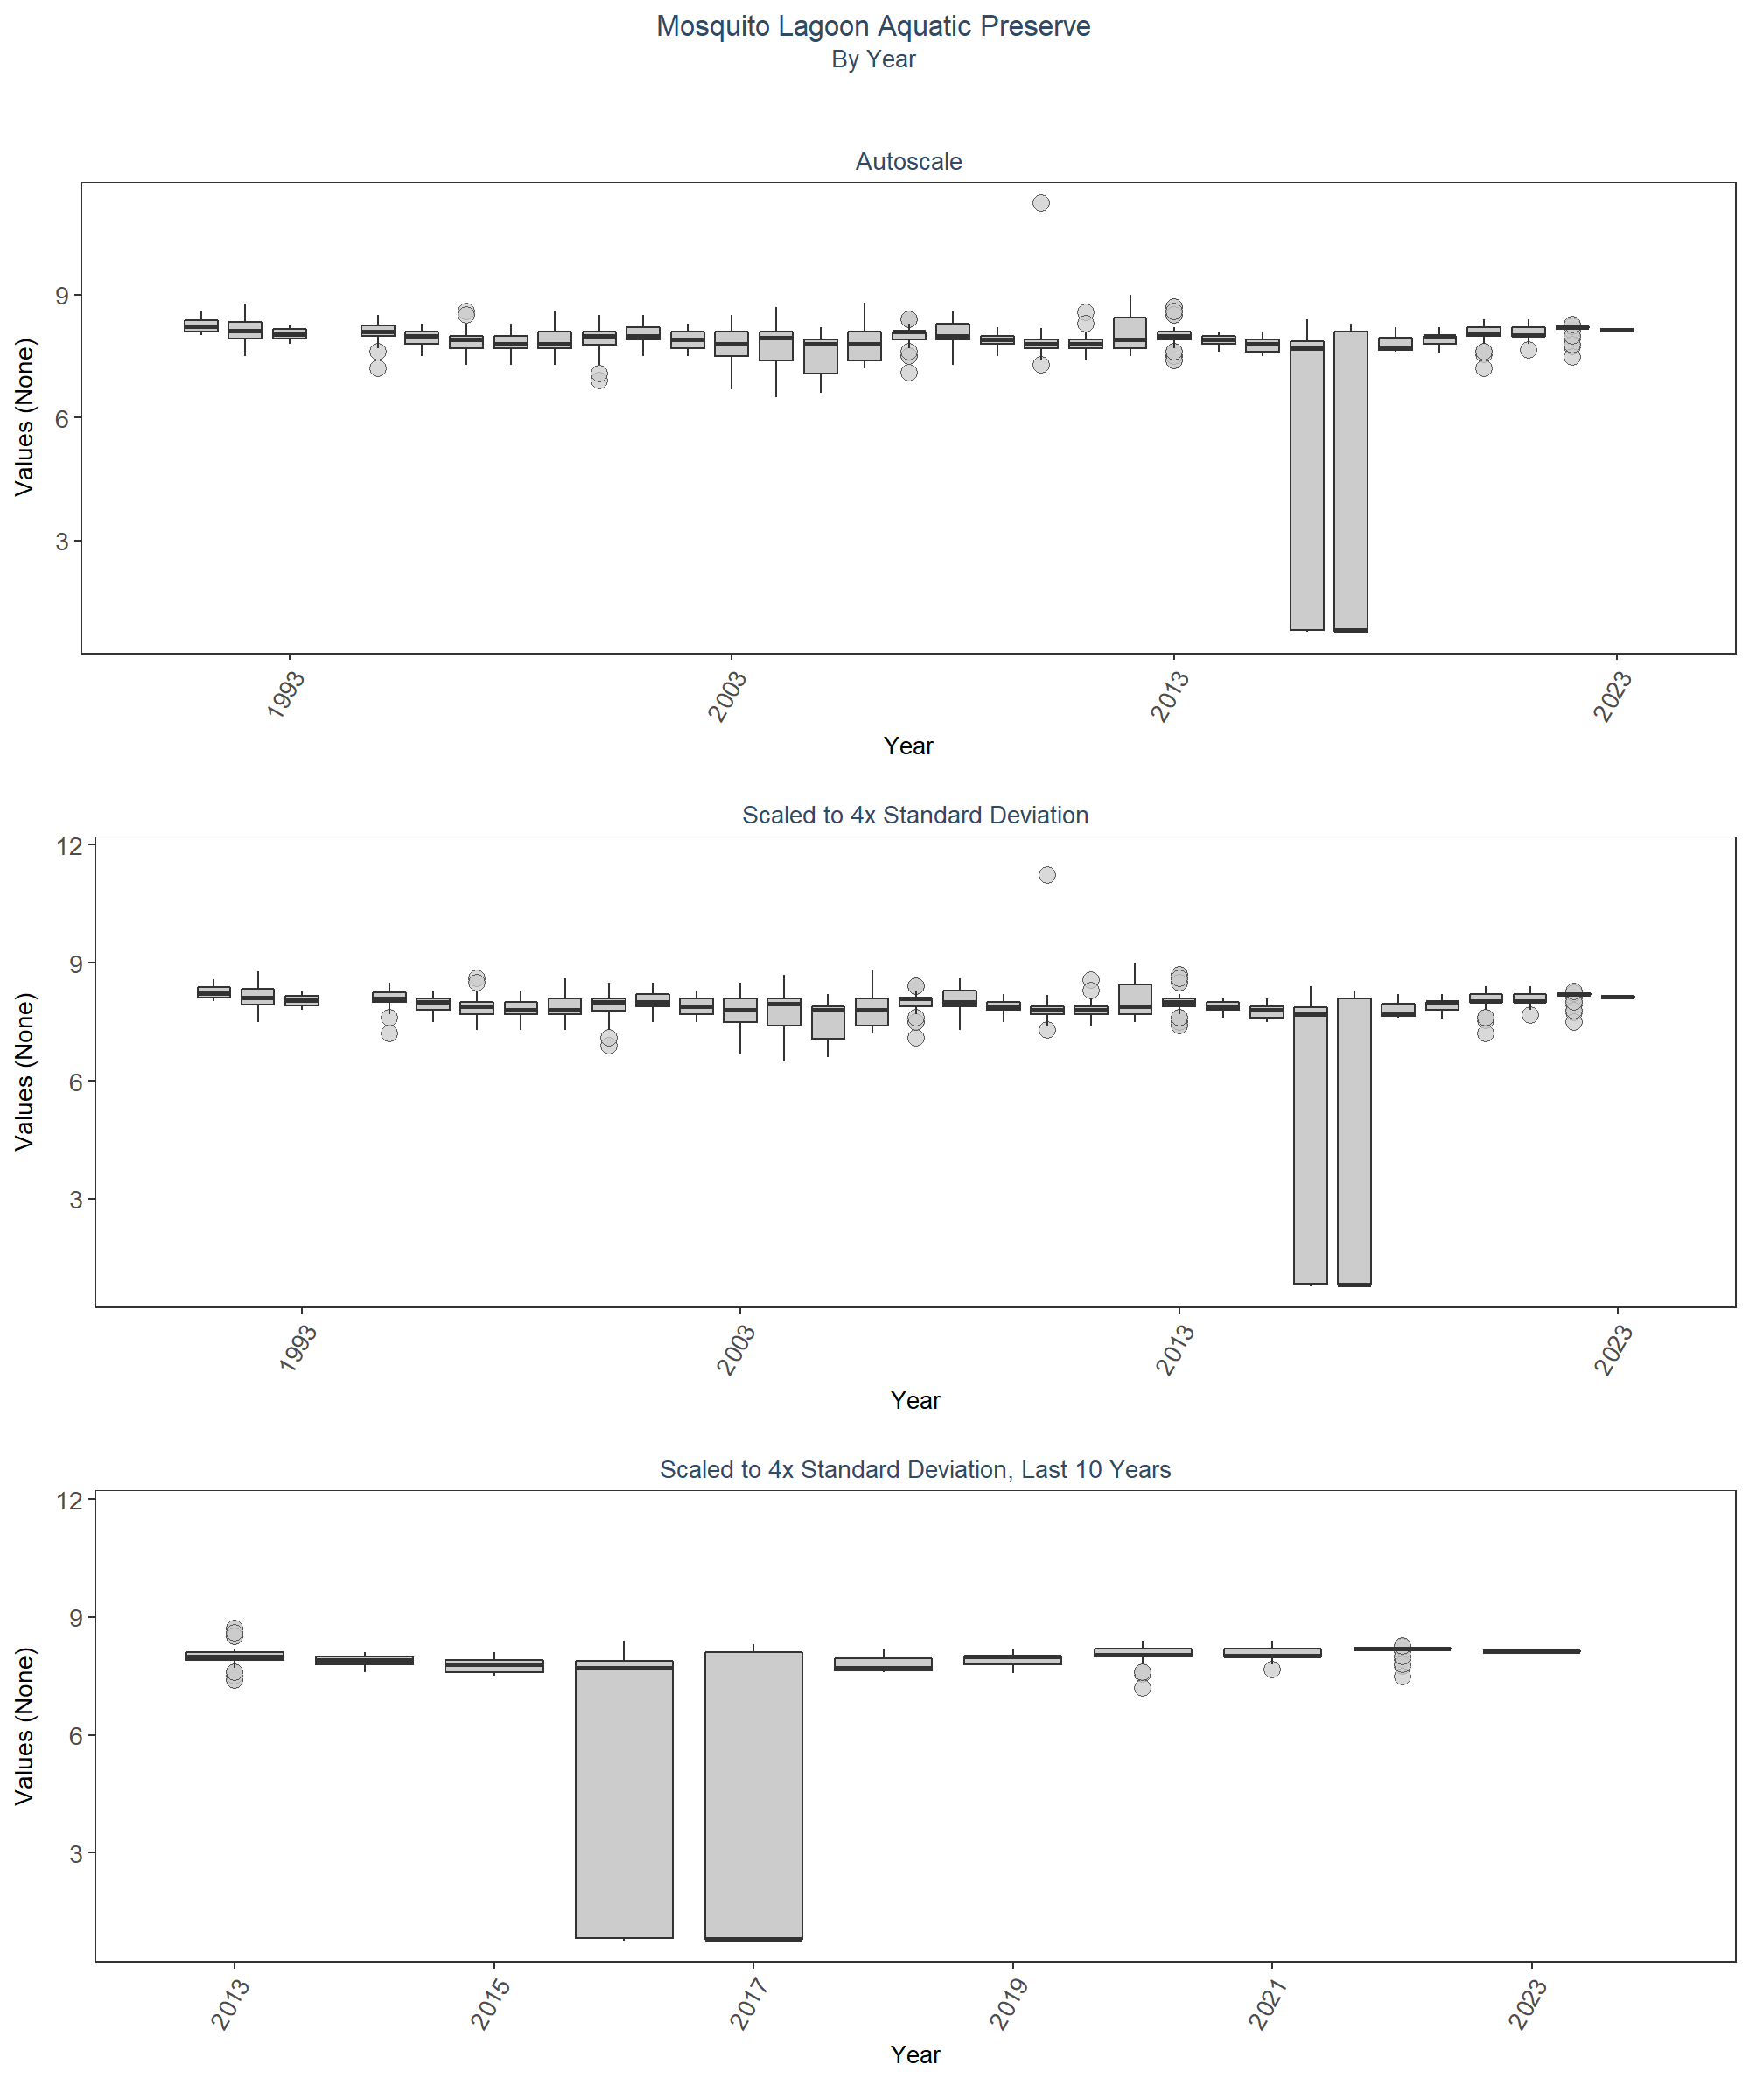 Mosquito Lagoon Aquatic Preserve
By Year
Autoscale
Values (None)
9
6
3
1993
2003
2013
2023
Year
Scaled to 4x Standard Deviation
Values (None)
12
9
6
3
1993
2003
2013
2023
Year
Scaled to 4x Standard Deviation, Last 10 Years
Values (None)
12
9
6
3
2013
2015
2017
2019
2021
2023
Year